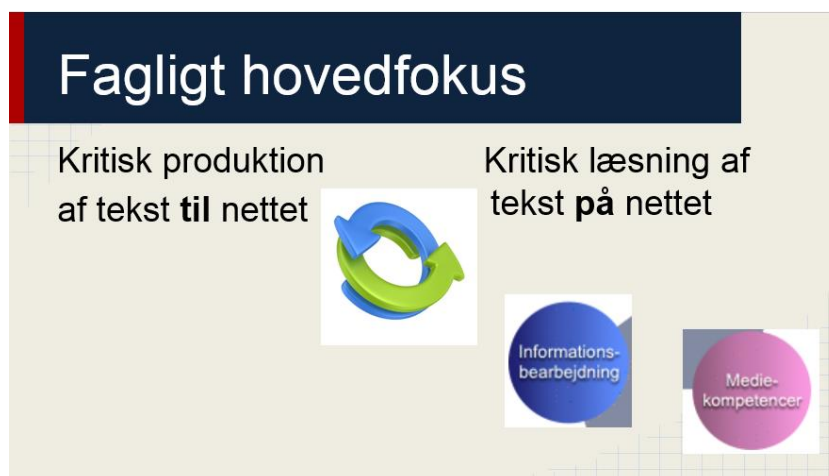 Fagligt hovedfokus
Kritisk produktion
af tekst til nettet
Kritisk læsning af
tekst på nettet
Informations-
bearbejdning
Medie-
kompetencer